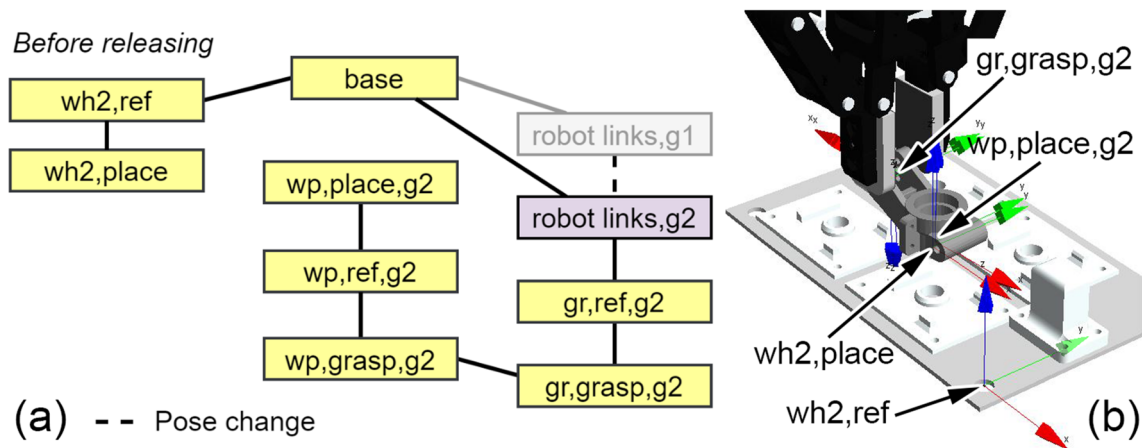 Before releasing
wh2,ref
wh2,place
base
robot links,g1
wp,place,g2
robot links,g2
wp,ref,g2
gr,ref,g2
wp,grasp,g2
gr,grasp,g2
(a)
Pose change
gr,grasp,g2
wp,place,g2
wh2,place
wh2,ref
(b)
x
y
z